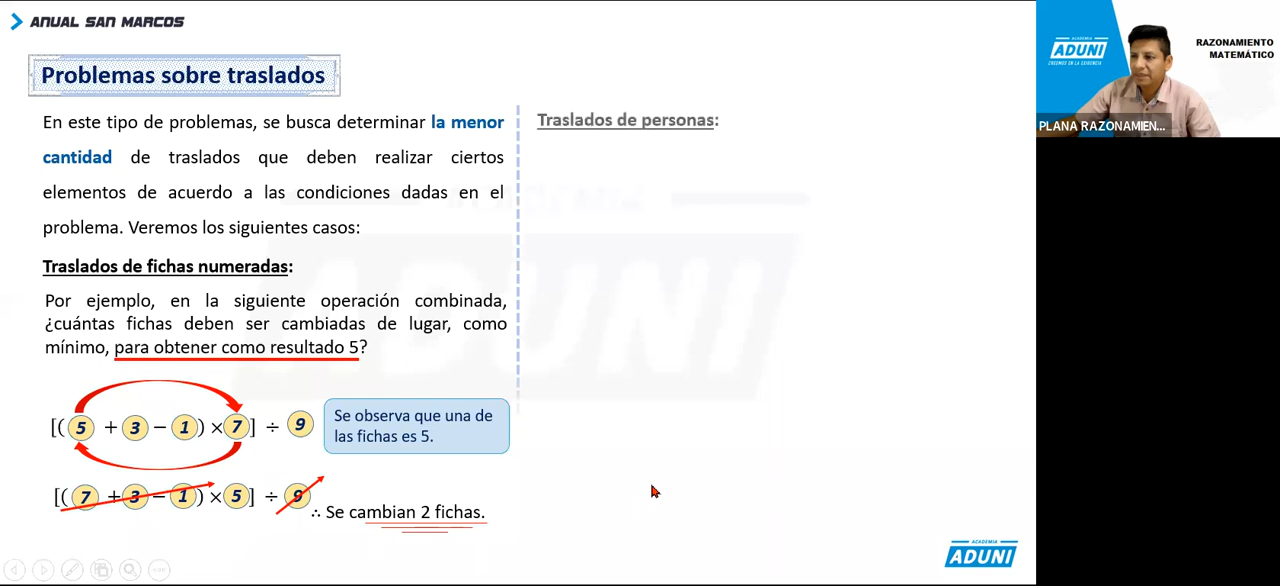 ANUAL SAN MARCOS
Problemas sobre traslados
En este tipo de problemas, se busca determinar la menor
cantidad de traslados que deben realizar ciertos
elementos de acuerdo a las condiciones dadas en el
problema. Veremos los siguientes casos:
Traslados de fichas numeradas:
Por ejemplo, en la siguiente operación combinada,
¿cuántas fichas deben ser cambiadas de lugar, como
mínimo, para obtener como resultado 5?
[( 5 + 3 − 1 ) × 7 ] ÷ 9
Se observa que una de
las fichas es 5.
[( 7 + 3 − 1 ) × 5 ] ÷ 9
∴ Se cambian 2 fichas.
Traslados de personas:
ADUNI
ACADEMIA
ADUNI
ACADEMIA
ADUNI
CREEMOS EN LA EXIGENCIA
RAZONAMIENTO
MATEMÁTICO
PLANA RAZONAMIEN...